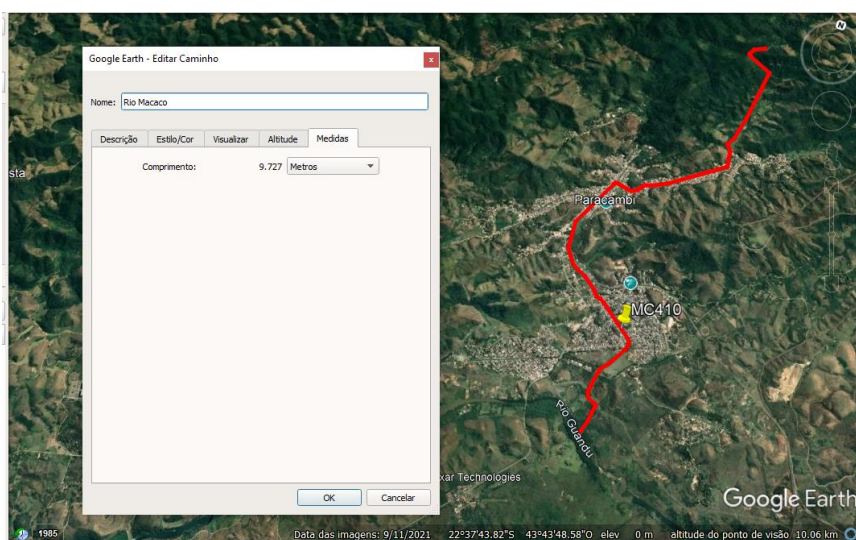 Google Earth - Editar Caminho
x
Nome: Rio Macaco
Descrição Estilo/Cor Visualizar Altitude Medidas
Comprimento: 9.727 Metros
OK Cancelar
sta
Paracambi
MC410
Rio Guandu
xar Technologies
Google Earth
1985 Data das imagens: 9/11/2021 22°37'43.82"S 43°43'48.58"O elev 0 m altitude do ponto de visão 10.06 km